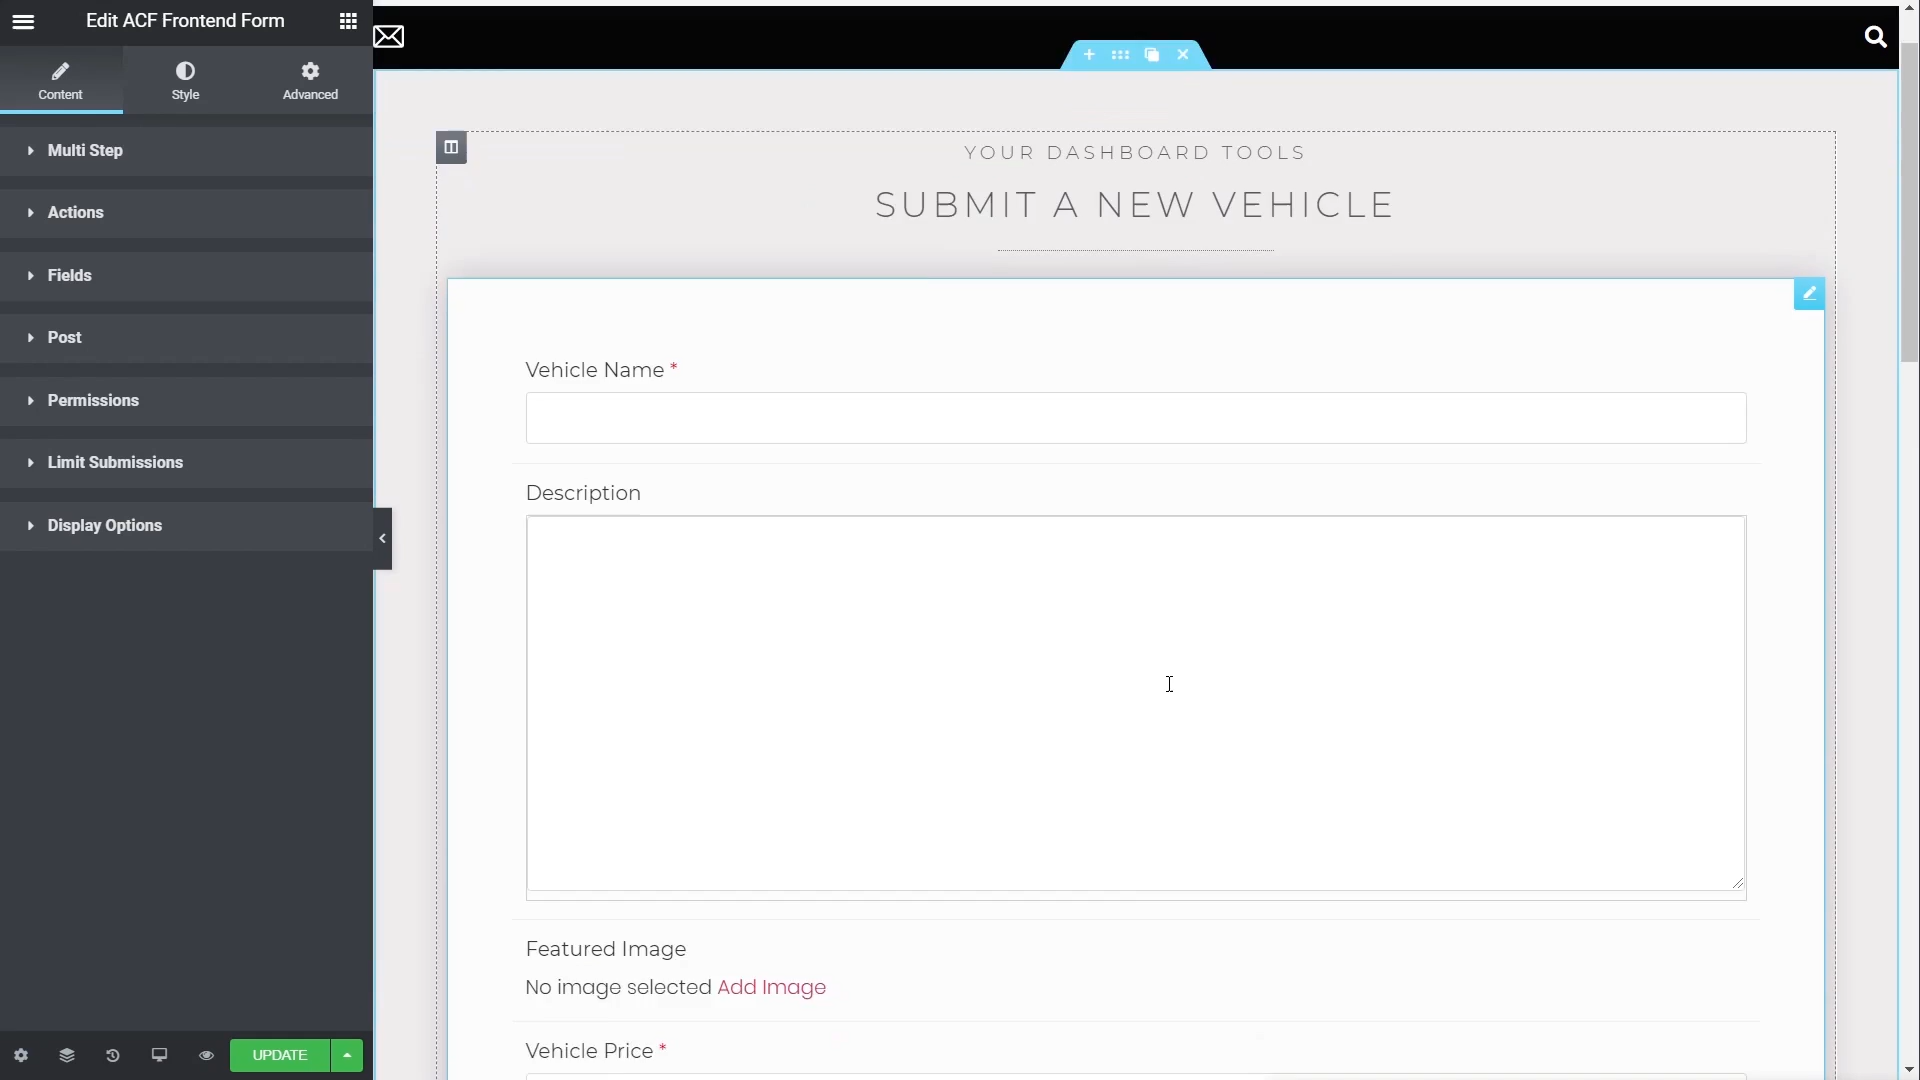 Edit ACF Frontend Form
Content
Style
Advanced
Multi Step
Actions
Fields
Post
Permissions
Limit Submissions
Display Options
UPDATE
YOUR DASHBOARD TOOLS
SUBMIT A NEW VEHICLE
Vehicle Name *
Description
Featured Image
No image selected Add Image
Vehicle Price *